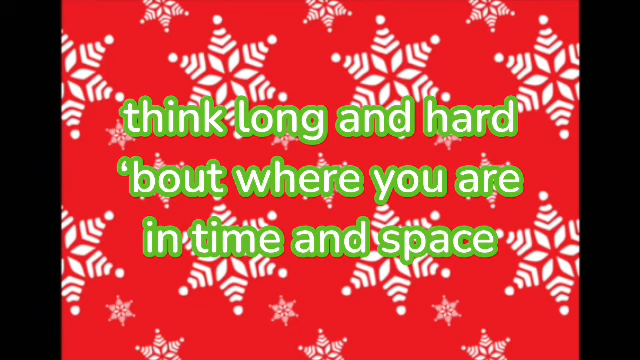 think long and hard
‘bout where you are
in time and space